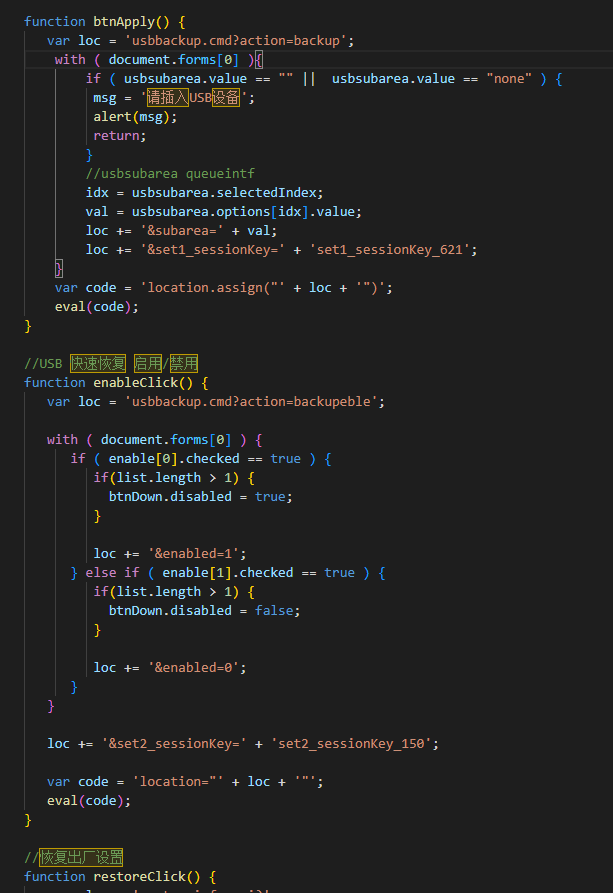 function btnApply() {
var loc = 'usbbackup.cmd?action=backup';
with ( document.forms[0] ){
if ( usbsubarea.value == "" ||  usbsubarea.value == "none" ) {
msg = '请插入USB设备';
alert(msg);
return;
}
//usbsubarea queueintf
idx = usbsubarea.selectedIndex;
val = usbsubarea.options[idx].value;
loc += '&subarea=' + val;
loc += '&set1_sessionKey=' + 'set1_sessionKey_621';
}
var code = 'location.assign("' + loc + '")';
eval(code);
}
//USB 快速恢复 启用/禁用
function enableClick() {
var loc = 'usbbackup.cmd?action=backupeble';
with ( document.forms[0] ) {
if ( enable[0].checked == true ) {
if(list.length > 1) {
btnDown.disabled = true;
}
loc += '&enabled=1';
} else if ( enable[1].checked == true ) {
if(list.length > 1) {
btnDown.disabled = false;
}
loc += '&enabled=0';
}
}
loc += '&set2_sessionKey=' + 'set2_sessionKey_150';
var code = 'location="' + loc + '"';
eval(code);
}
//恢复出厂设置
function restoreClick() {